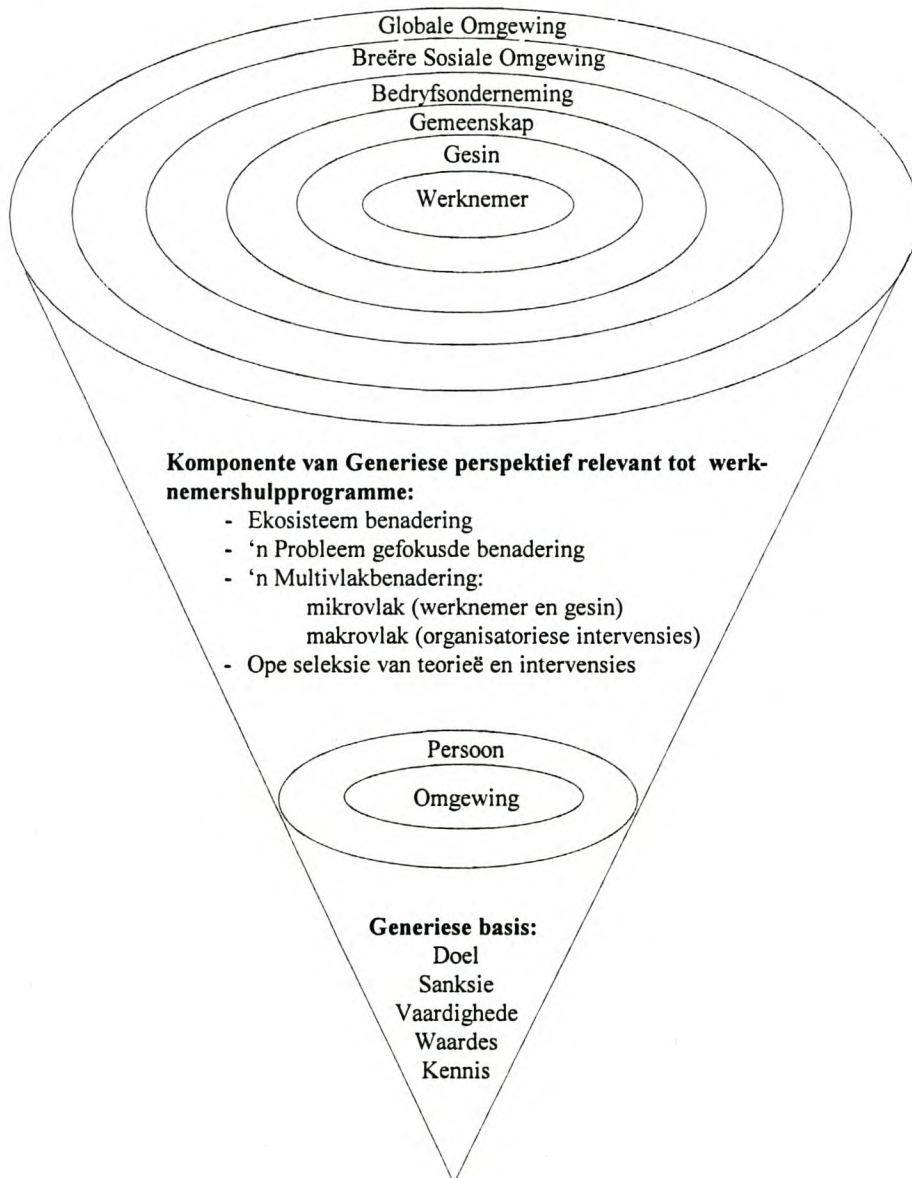 Globale Omgewing
Breëre Sosiale Omgewing
Bedryfsonderneming
Gemeenskap
Gesin
Werknemer
Komponente van Generiese perspektief relevant tot werk-
nemershulpprogramme:
- Ekosisteem benadering
- ‘n Probleem gefokusde benadering
- ‘n Multivlakbenadering:
mikrovlak (werknemer en gesin)
makrovlak (organisatoriese intervensies)
- Ope seleksie van teorieë en intervensies
Persoon
Omgewing
Generiese basis:
Doel
Sanksie
Vaardighede
Waardes
Kennis